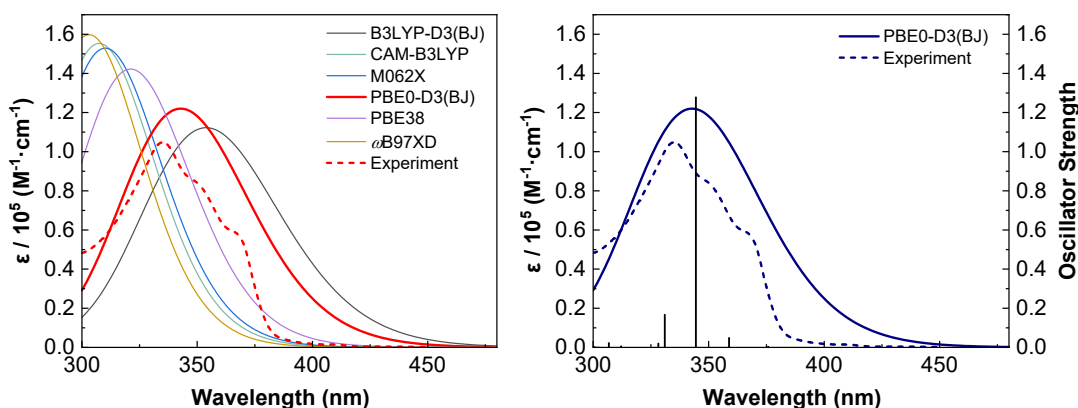 ε / 10⁵ (M⁻¹·cm⁻¹)
1.6
1.4
1.2
1.0
0.8
0.6
0.4
0.2
0.0
300
350
400
450
Wavelength (nm)
B3LYP-D3(BJ)
CAM-B3LYP
M062X
PBE0-D3(BJ)
PBE38
ωB97XD
Experiment
ε / 10⁵ (M⁻¹·cm⁻¹)
1.6
1.4
1.2
1.0
0.8
0.6
0.4
0.2
0.0
300
350
400
450
Wavelength (nm)
PBE0-D3(BJ)
Experiment
1.6
1.4
1.2
1.0
0.8
0.6
0.4
0.2
0.0
Oscillator Strength